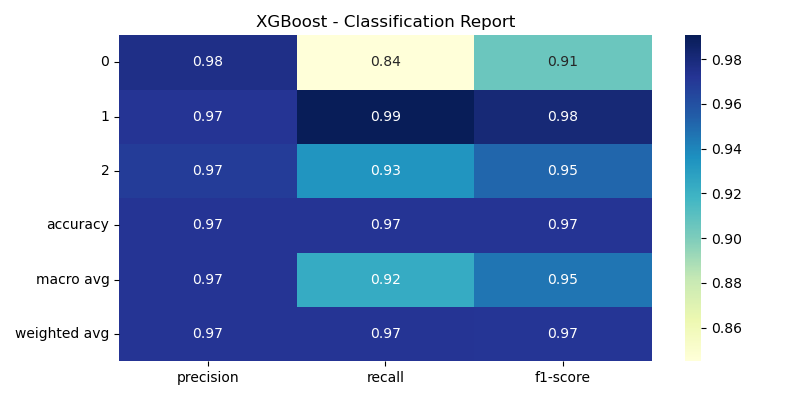 XGBoost - Classification Report
0 0.98 0.84 0.91
1 0.97 0.99 0.98
2 0.97 0.93 0.95
accuracy 0.97 0.97 0.97
macro avg 0.97 0.92 0.95
weighted avg 0.97 0.97 0.97
precision recall f1-score
0.98
0.96
0.94
0.92
0.90
0.88
0.86